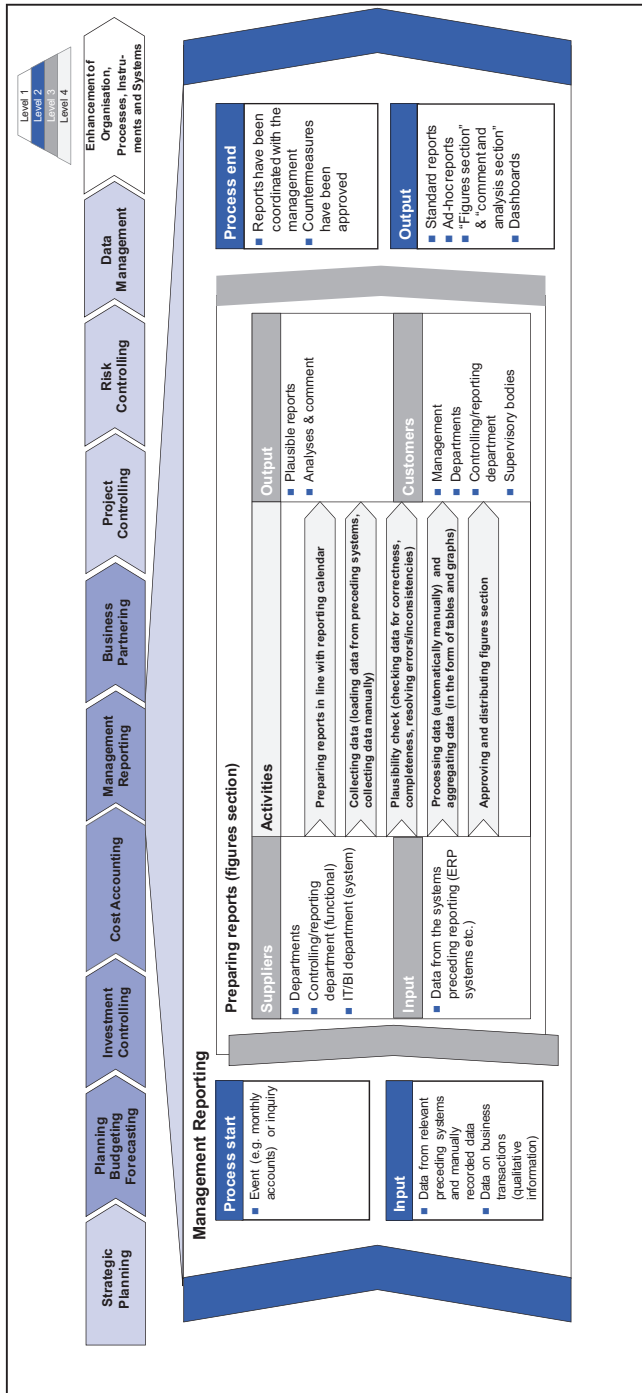 Level 1
Level 2
Level 3
Level 4
Strategic
Planning
Planning
Budgeting
Forecasting
Investment
Controlling
Cost Accounting
Management
Reporting
Business
Partnering
Project
Controlling
Risk
Controlling
Data
Management
Enhancement of
Organisation,
Processes, Instru-
ments and Systems
Management Reporting
Process start
Event (e.g. monthly
accounts) or inquiry
Input
Data from relevant
preceding systems
and manually
recorded data
Data on business
transactions
(qualitative
information)
Preparing reports (figures section)
Suppliers
Departments
Controlling/reporting
department (functional)
IT/BI department (system)
Input
Data from the systems
preceding reporting (ERP
systems etc.)
Activities
Preparing reports in line with reporting calendar
Collecting data (loading data from preceding systems,
collecting data manually)
Plausibility check (checking data for correctness,
completeness, resolving errors/inconsistencies)
Processing data (automatically manually) and
aggregating data (in the form of tables and graphs)
Approving and distributing figures section
Output
Plausible reports
Analyses & comment
Customers
Management
Departments
Controlling/reporting
department
Supervisory bodies
Process end
Reports have been
coordinated with the
management
Countermeasures
have been
approved
Output
Standard reports
Ad-hoc reports
“Figures section”
& “comment and
analysis section”
Dashboards